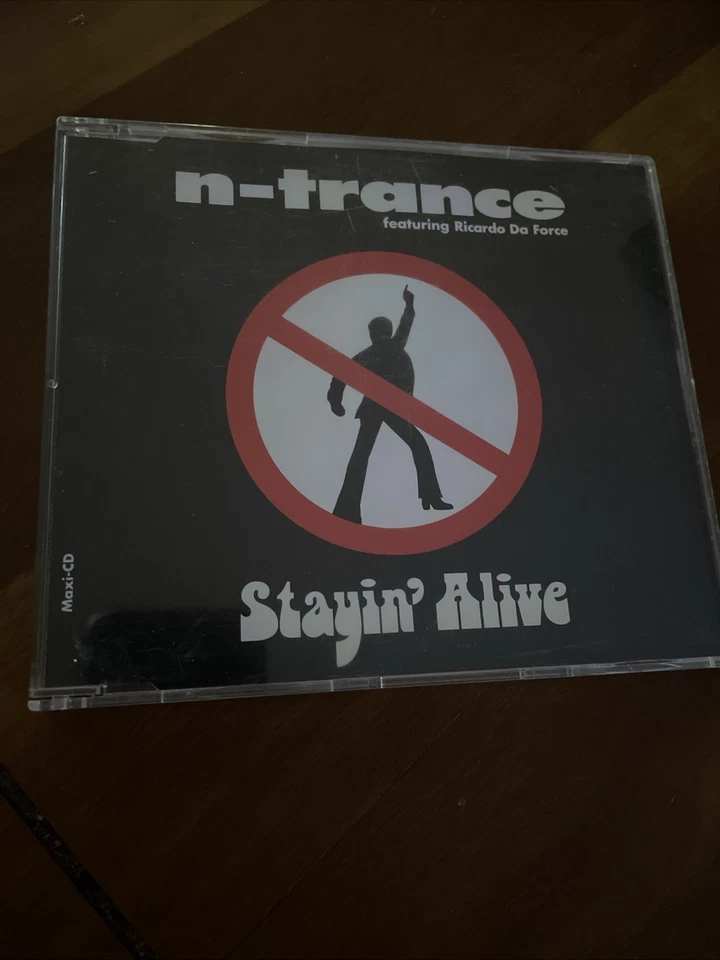 n-trance
featuring Ricardo Da Force
Maxi-CD
Stayin' Alive